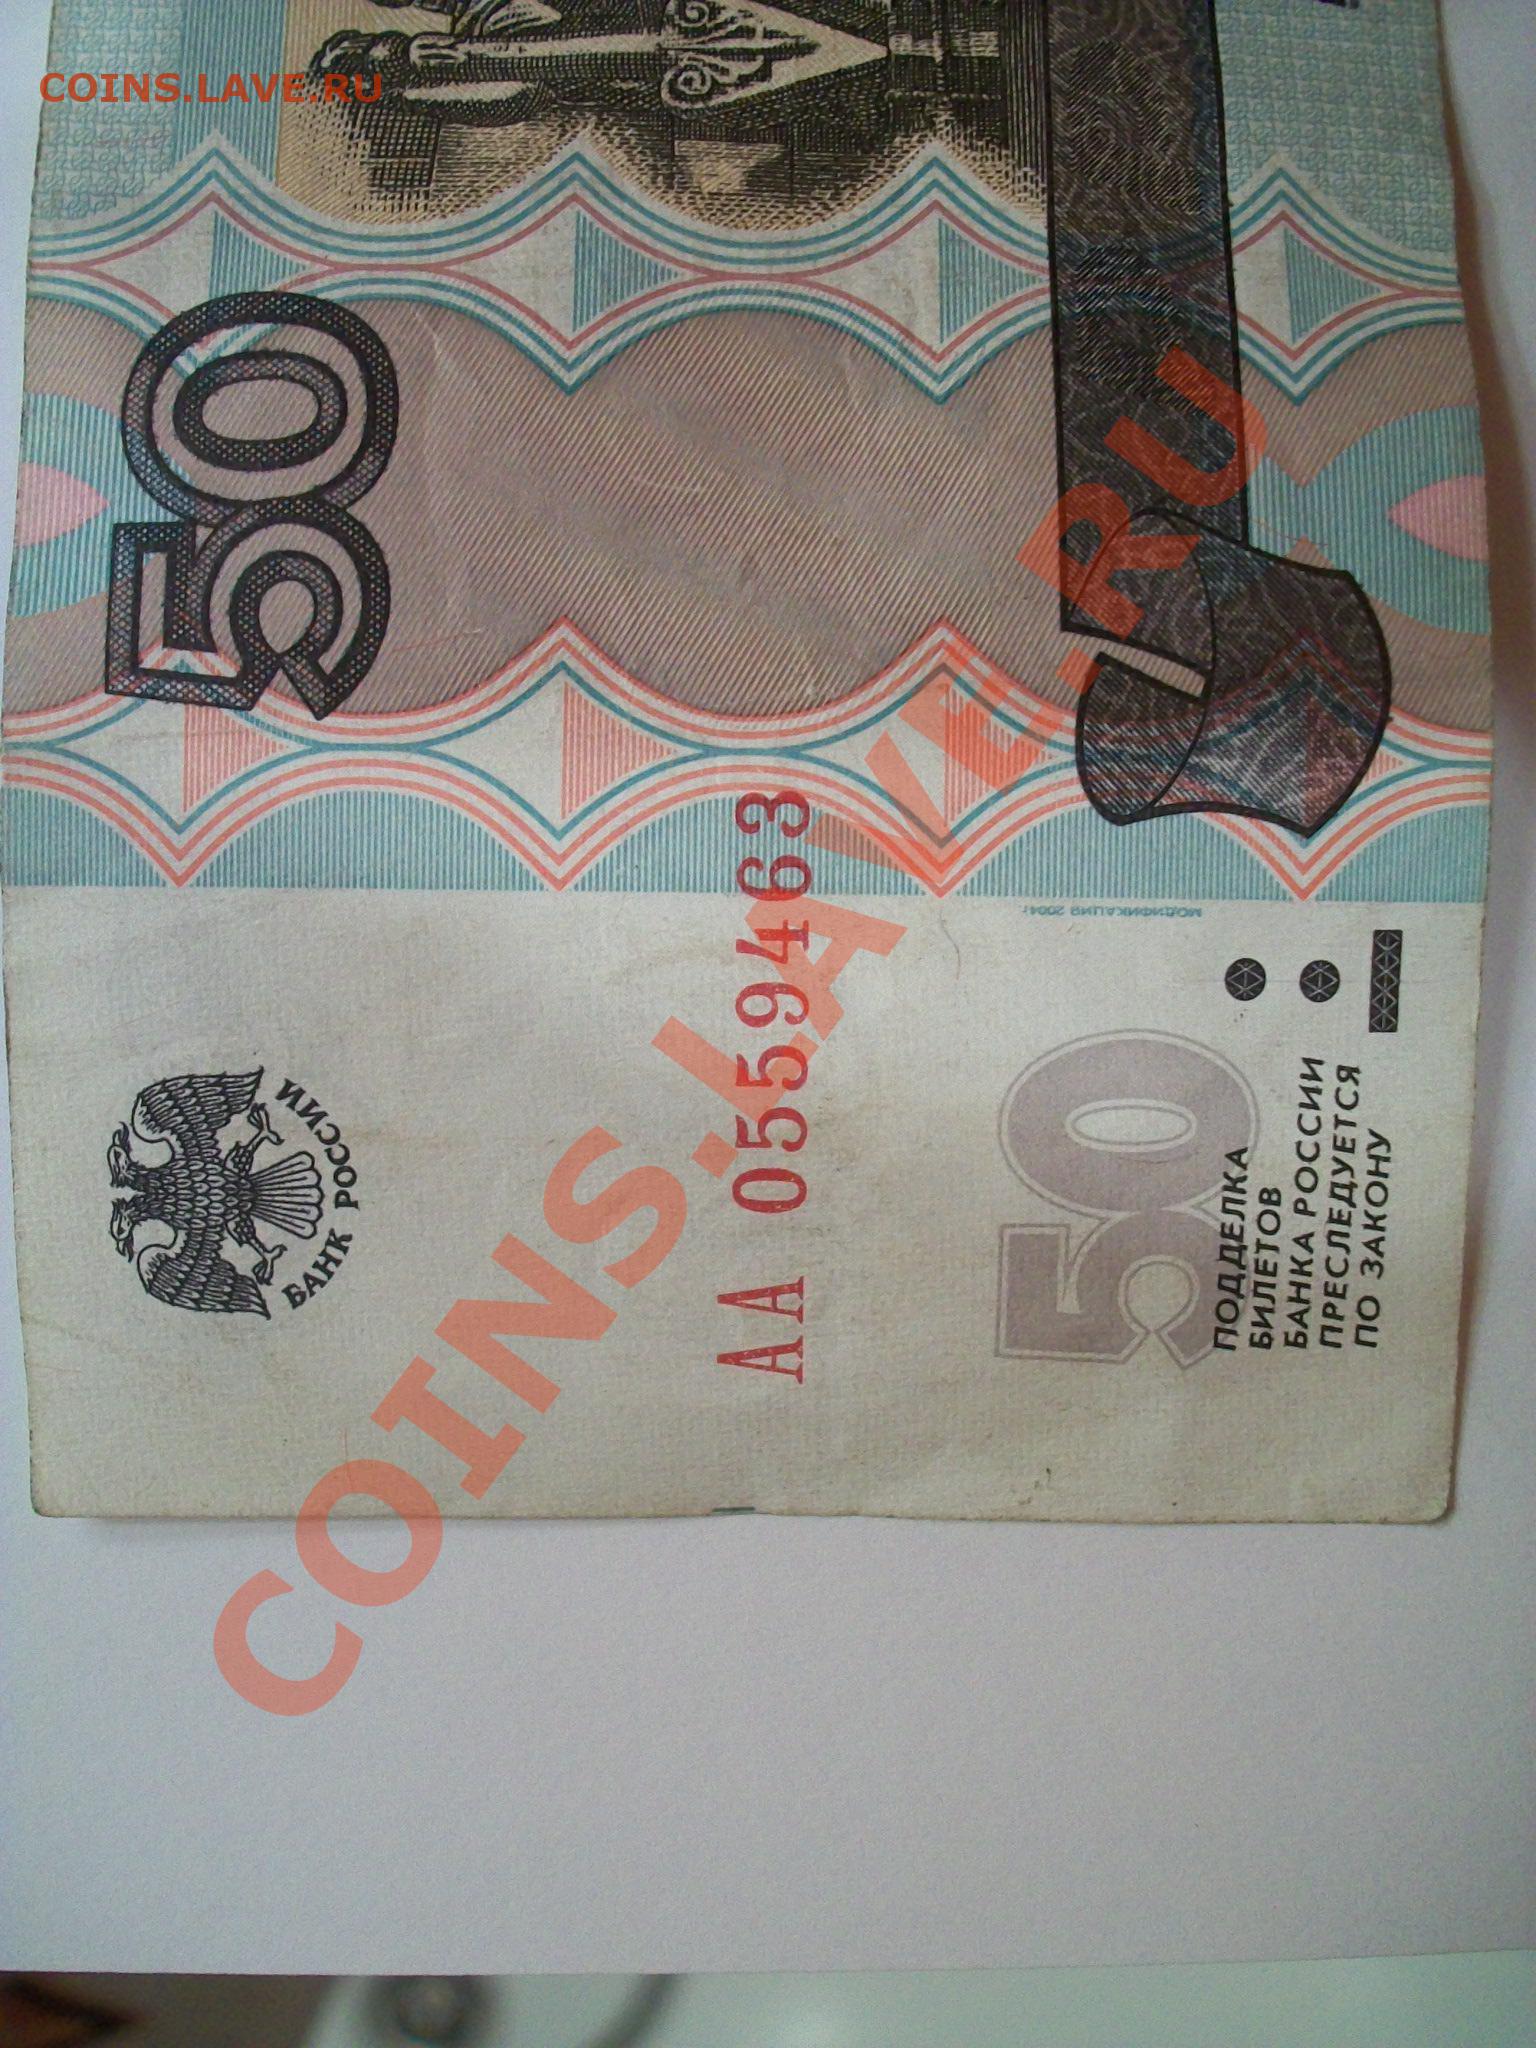 COINS.LAVE.RU
50
БАНК РОССИИ
АА 0559463
МОДИФИКАЦИЯ 2004г
50
ПОДДЕЛКА
БИЛЕТОВ
БАНКА РОССИИ
ПРЕСЛЕДУЕТСЯ
ПО ЗАКОНУ
COINS.LAVE.RU